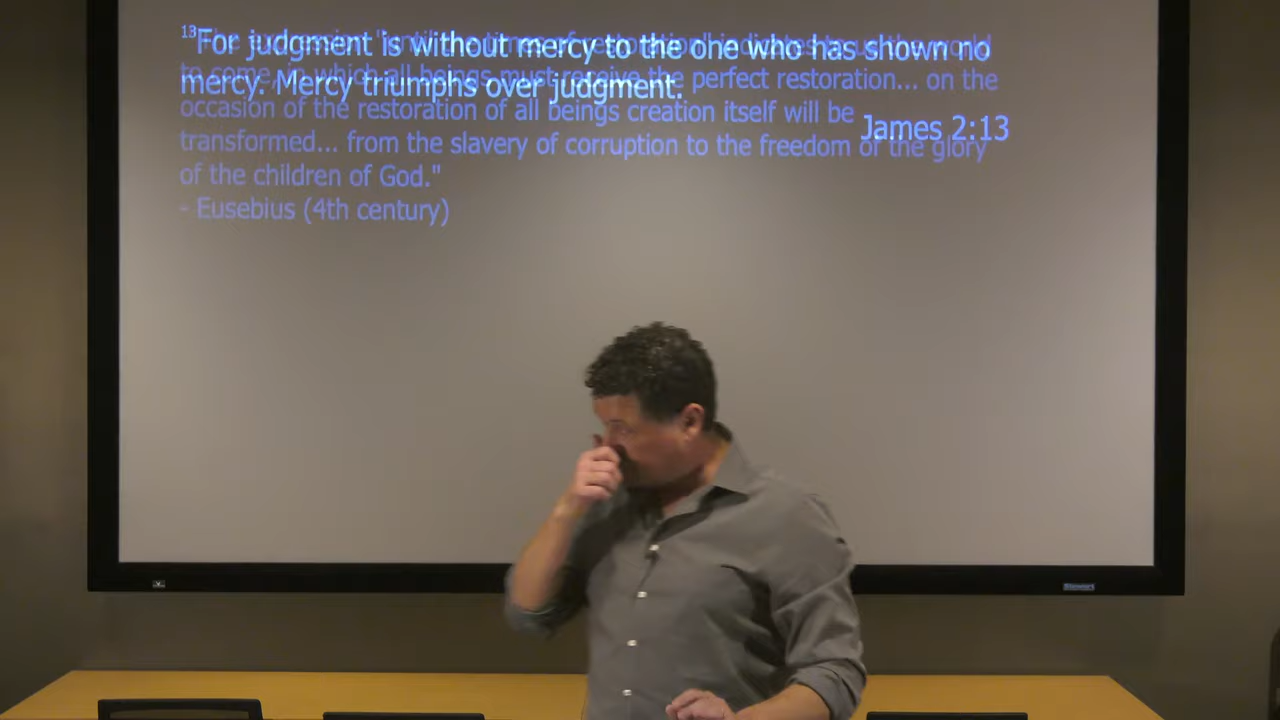 ¹³For judgment is without mercy to the one who has shown no
mercy. Mercy triumphs over judgment.
James 2:13
to come, in which all beings must receive the perfect restoration... on the
occasion of the restoration of all beings creation itself will be
transformed... from the slavery of corruption to the freedom of the glory
of the children of God."
- Eusebius (4th century)
Stewart